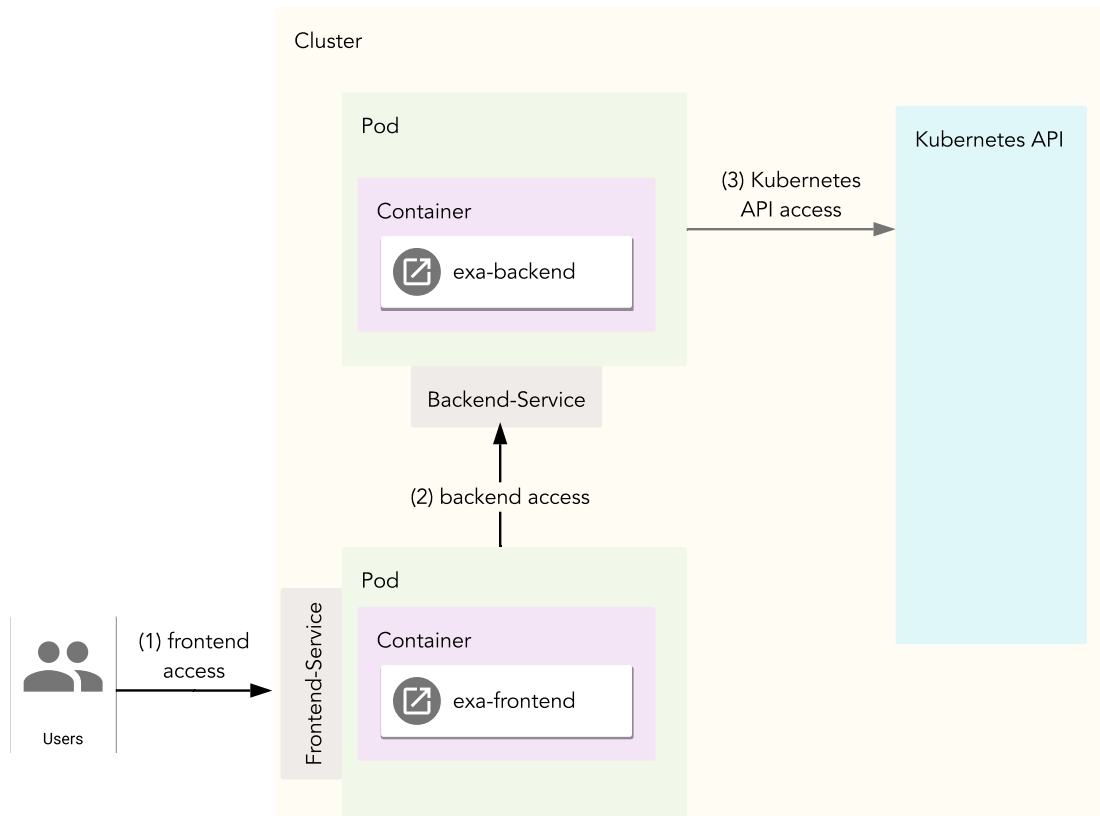 Cluster
Pod
Kubernetes API
(3) Kubernetes
API access
Container
exa-backend
Backend-Service
(2) backend access
Pod
Container
exa-frontend
Frontend-Service
(1) frontend
access
Users